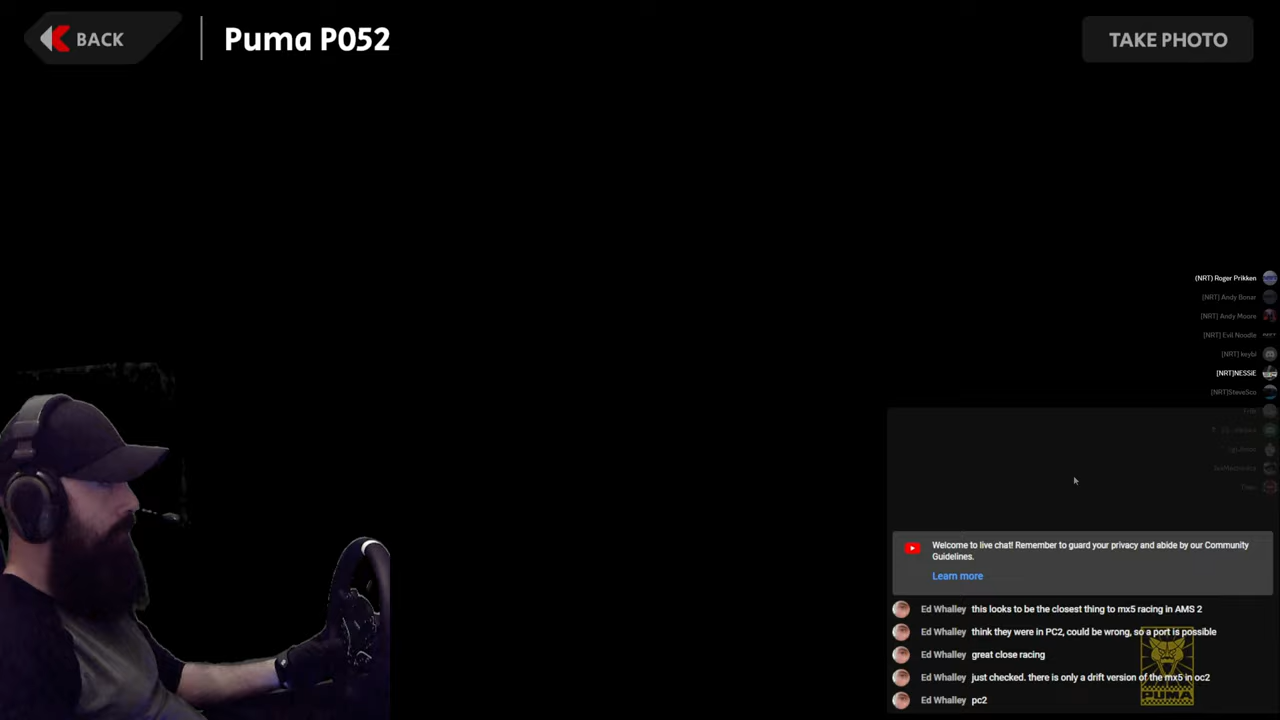 BACK
Puma P052
TAKE PHOTO
(NRT) Roger Prikken
(NRT) Andy Bonar
(NRT) Andy Moore
(NRT) Evil Noodle
(NRT) keybl
[NRT]NESSIE
[NRT]SteveSco
Welcome to live chat! Remember to guard your privacy and abide by our Community
Guidelines.
Learn more
Ed Whalley this looks to be the closest thing to mx5 racing in AMS 2
Ed Whalley think they were in PC2, could be wrong, so a port is possible
Ed Whalley great close racing
Ed Whalley just checked. there is only a drift version of the mx5 in oc2
Ed Whalley pc2
PUMA